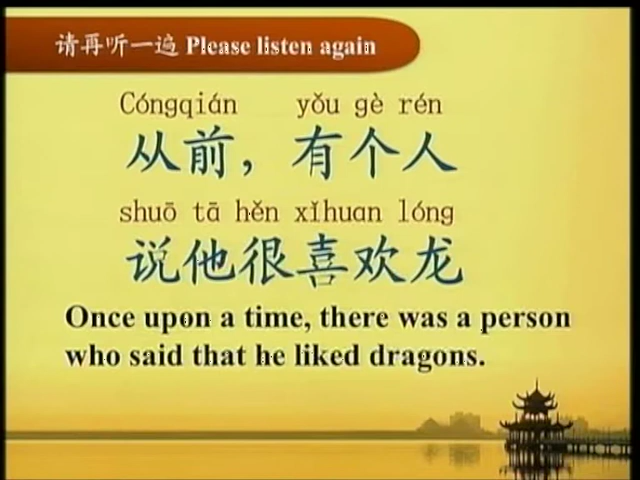 请再听一遍 Please listen again
Cóngqián yǒu gè rén
从前，有个人
shuō tā hěn xǐhuan lóng
说他很喜欢龙
Once upon a time, there was a person
who said that he liked dragons.